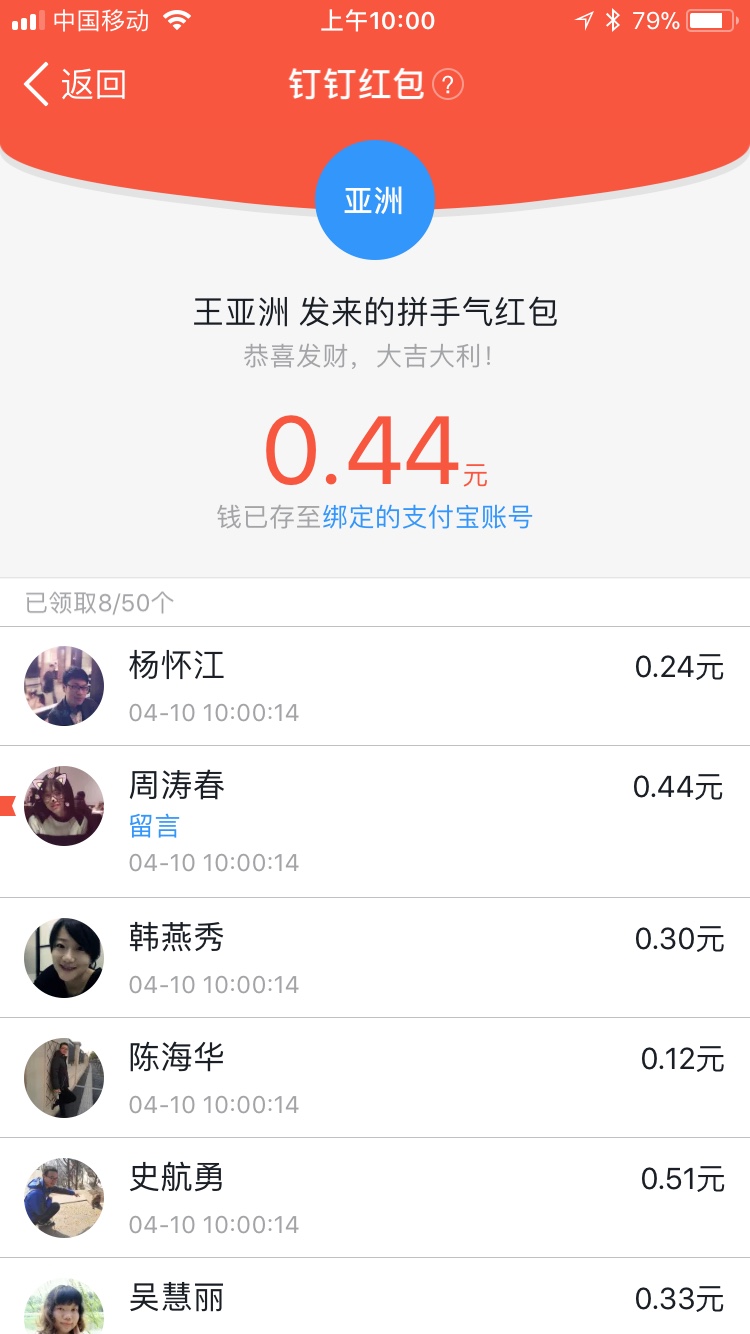 中国移动 上午10:00 79%
返回 钉钉红包 ?
亚洲
王亚洲 发来的拼手气红包
恭喜发财，大吉大利！
0.44元
钱已存至绑定的支付宝账号
已领取8/50个
杨怀江 0.24元
04-10 10:00:14
周涛春 0.44元
留言
04-10 10:00:14
韩燕秀 0.30元
04-10 10:00:14
陈海华 0.12元
04-10 10:00:14
史航勇 0.51元
04-10 10:00:14
吴慧丽 0.33元